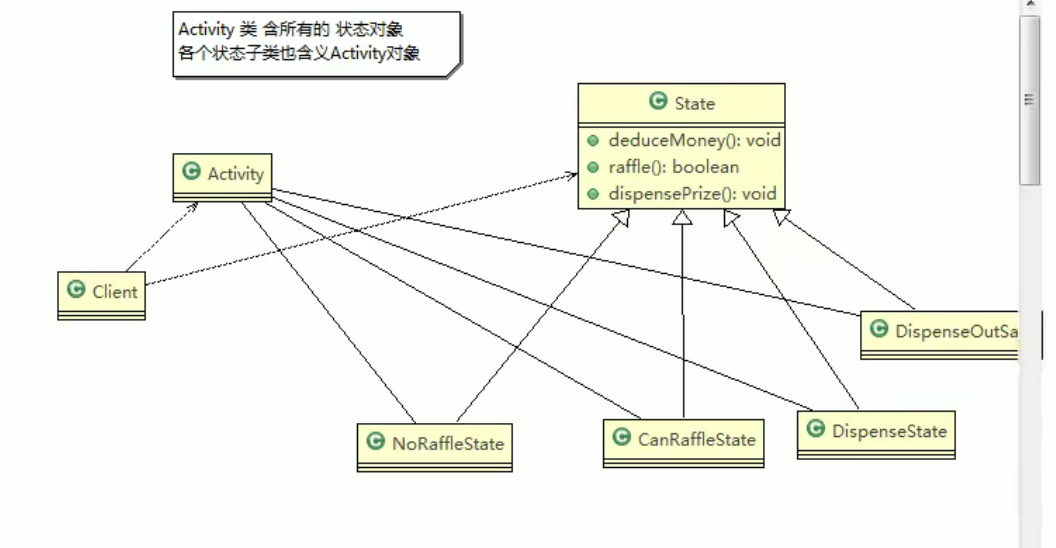 Activity 类 含所有的 状态对象
各个状态子类也含义Activity对象
C State
deduceMoney(): void
raffle(): boolean
dispensePrize(): void
C Activity
C Client
C DispenseOutSa
C NoRaffleState
C CanRaffleState
C DispenseState